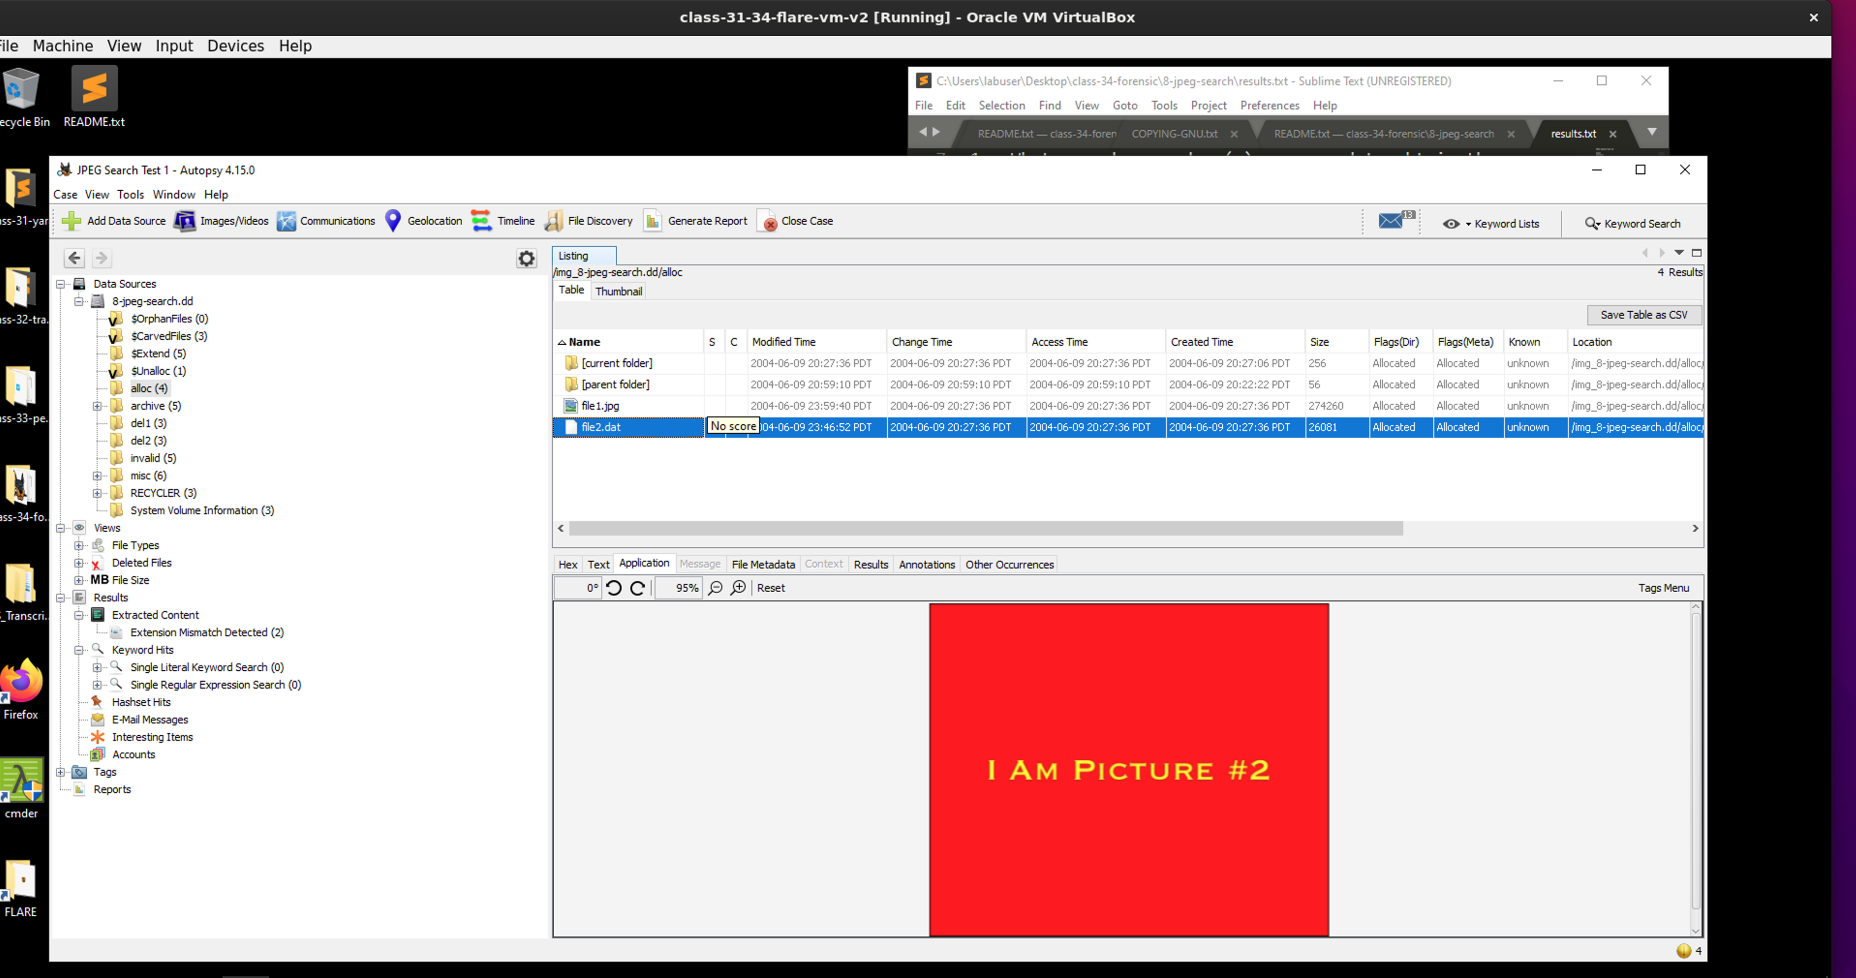 class-31-34-flare-vm-v2 [Running] - Oracle VM VirtualBox
File Machine View Input Devices Help
README.txt
ecycle Bin
C:\Users\labuser\Desktop\class-34-forensic\8-jpeg-search\results.txt - Sublime Text (UNREGISTERED)
File Edit Selection Find View Goto Tools Project Preferences Help
README.txt — class-34-foren COPYING-GNU.txt README.txt — class-34-forensic\8-jpeg-search results.txt
JPEG Search Test 1 - Autopsy 4.15.0
Case View Tools Window Help
Add Data Source Images/Videos Communications Geolocation Timeline File Discovery Generate Report Close Case 13 Keyword Lists Keyword Search
ass-31-yar
ass-32-tra.
ass-33-pe.
ass-34-fo..
_Transcri..
Firefox
cmder
FLARE
Data Sources
8-jpeg-search.dd
$OrphanFiles (0)
$CarvedFiles (3)
$Extend (5)
$Unalloc (1)
alloc (4)
archive (5)
del1 (3)
del2 (3)
invalid (5)
misc (6)
RECYCLER (3)
System Volume Information (3)
Views
File Types
Deleted Files
MB File Size
Results
Extracted Content
Extension Mismatch Detected (2)
Keyword Hits
Single Literal Keyword Search (0)
Single Regular Expression Search (0)
Hashset Hits
E-Mail Messages
Interesting Items
Accounts
Tags
Reports
Listing
/img_8-jpeg-search.dd/alloc 4 Results
Table Thumbnail
Save Table as CSV
Name S C Modified Time Change Time Access Time Created Time Size Flags(Dir) Flags(Meta) Known Location
[current folder] 2004-06-09 20:27:36 PDT 2004-06-09 20:27:36 PDT 2004-06-09 20:27:36 PDT 2004-06-09 20:27:06 PDT 256 Allocated Allocated unknown /img_8-jpeg-search.dd/alloc/
[parent folder] 2004-06-09 20:59:10 PDT 2004-06-09 20:59:10 PDT 2004-06-09 20:59:10 PDT 2004-06-09 20:22:22 PDT 56 Allocated Allocated unknown /img_8-jpeg-search.dd/alloc/
file1.jpg 2004-06-09 23:59:40 PDT 2004-06-09 20:27:36 PDT 2004-06-09 20:27:36 PDT 2004-06-09 20:27:36 PDT 274260 Allocated Allocated unknown /img_8-jpeg-search.dd/alloc/
file2.dat No score 004-06-09 23:46:52 PDT 2004-06-09 20:27:36 PDT 2004-06-09 20:27:36 PDT 2004-06-09 20:27:36 PDT 26081 Allocated Allocated unknown /img_8-jpeg-search.dd/alloc/
Hex Text Application Message File Metadata Context Results Annotations Other Occurrences
0° 95% Reset Tags Menu
I Am Picture #2
4